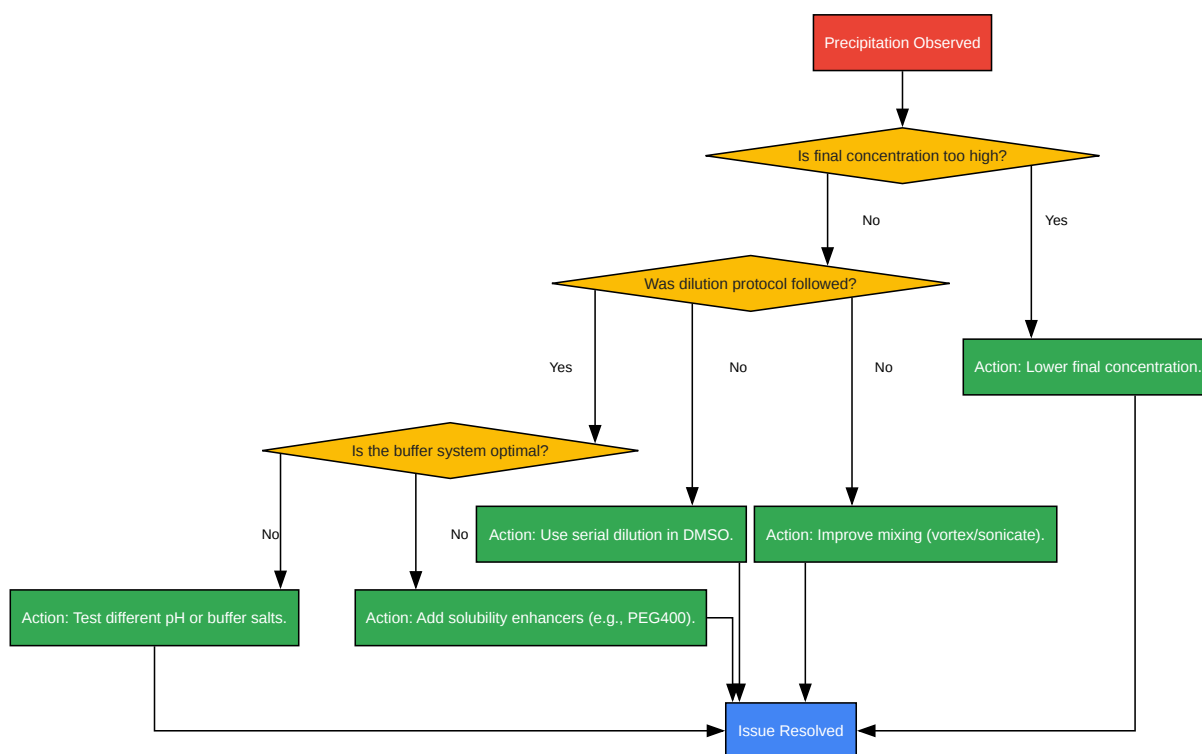 Precipitation Observed
Is final concentration too high?
No
Yes
Was dilution protocol followed?
Yes
No
No
Action: Lower final concentration.
Is the buffer system optimal?
No
No
Action: Use serial dilution in DMSO.
Action: Improve mixing (vortex/sonicate).
Action: Test different pH or buffer salts.
Action: Add solubility enhancers (e.g., PEG400).
Issue Resolved